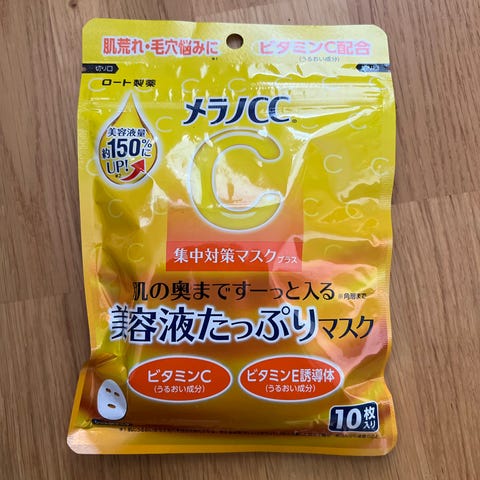 肌荒れ・毛穴悩みに※1
ビタミンC配合
(うるおい成分)
切り口
切り口
ロート製薬
メラノCC®
美容液量
約150%に
UP!※2
C
集中対策マスクプラス
肌の奥まですーっと入る※角層まで
美容液たっぷりマスク
ビタミンC
(うるおい成分)
ビタミンE誘導体
(うるおい成分)
10枚入り